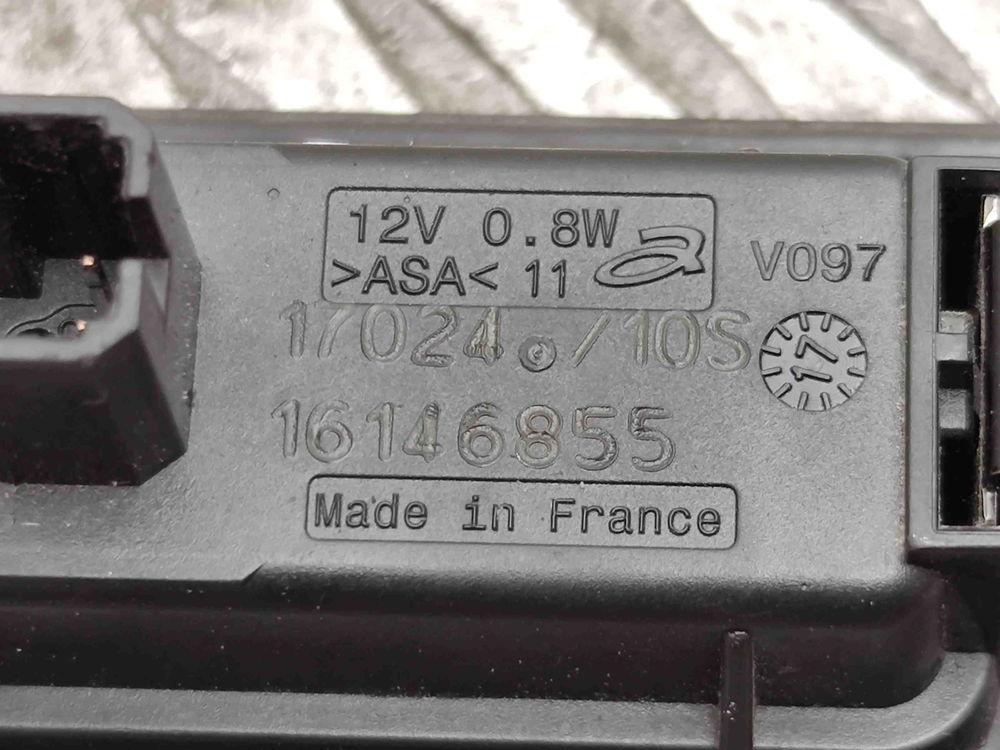 12V 0.8W
>ASA< 11
V097
17024 ./10S
17
16146855
Made in France